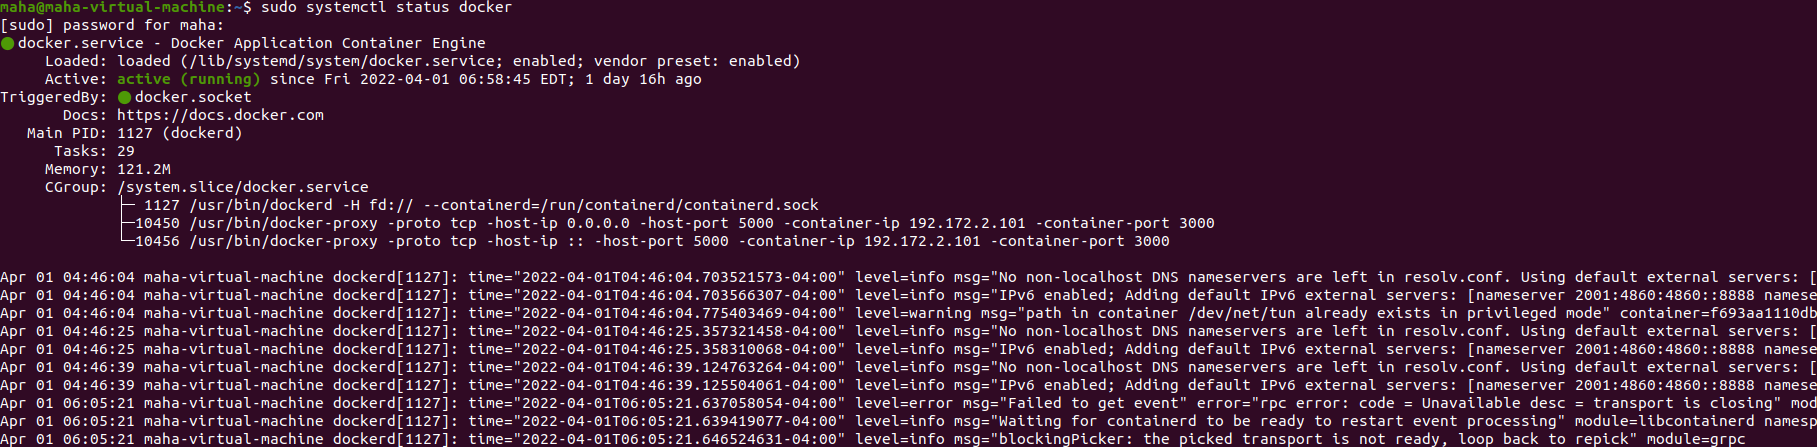 maha@maha-virtual-machine:~$ sudo systemctl status docker
[sudo] password for maha:
docker.service - Docker Application Container Engine
Loaded: loaded (/lib/systemd/system/docker.service; enabled; vendor preset: enabled)
Active: active (running) since Fri 2022-04-01 06:58:45 EDT; 1 day 16h ago
TriggeredBy: docker.socket
Docs: https://docs.docker.com
Main PID: 1127 (dockerd)
Tasks: 29
Memory: 121.2M
CGroup: /system.slice/docker.service
├─ 1127 /usr/bin/dockerd -H fd:// --containerd=/run/containerd/containerd.sock
├─10450 /usr/bin/docker-proxy -proto tcp -host-ip 0.0.0.0 -host-port 5000 -container-ip 192.172.2.101 -container-port 3000
└─10456 /usr/bin/docker-proxy -proto tcp -host-ip :: -host-port 5000 -container-ip 192.172.2.101 -container-port 3000
Apr 01 04:46:04 maha-virtual-machine dockerd[1127]: time="2022-04-01T04:46:04.703521573-04:00" level=info msg="No non-localhost DNS nameservers are left in resolv.conf. Using default external servers: [
Apr 01 04:46:04 maha-virtual-machine dockerd[1127]: time="2022-04-01T04:46:04.703566307-04:00" level=info msg="IPv6 enabled; Adding default IPv6 external servers: [nameserver 2001:4860:4860::8888 namese
Apr 01 04:46:04 maha-virtual-machine dockerd[1127]: time="2022-04-01T04:46:04.775403469-04:00" level=warning msg="path in container /dev/net/tun already exists in privileged mode" container=f693aa1110db
Apr 01 04:46:25 maha-virtual-machine dockerd[1127]: time="2022-04-01T04:46:25.357321458-04:00" level=info msg="No non-localhost DNS nameservers are left in resolv.conf. Using default external servers: [
Apr 01 04:46:25 maha-virtual-machine dockerd[1127]: time="2022-04-01T04:46:25.358310068-04:00" level=info msg="IPv6 enabled; Adding default IPv6 external servers: [nameserver 2001:4860:4860::8888 namese
Apr 01 04:46:39 maha-virtual-machine dockerd[1127]: time="2022-04-01T04:46:39.124763264-04:00" level=info msg="No non-localhost DNS nameservers are left in resolv.conf. Using default external servers: [
Apr 01 04:46:39 maha-virtual-machine dockerd[1127]: time="2022-04-01T04:46:39.125504061-04:00" level=info msg="IPv6 enabled; Adding default IPv6 external servers: [nameserver 2001:4860:4860::8888 namese
Apr 01 06:05:21 maha-virtual-machine dockerd[1127]: time="2022-04-01T06:05:21.637058054-04:00" level=error msg="Failed to get event" error="rpc error: code = Unavailable desc = transport is closing" mod
Apr 01 06:05:21 maha-virtual-machine dockerd[1127]: time="2022-04-01T06:05:21.639419077-04:00" level=info msg="Waiting for containerd to be ready to restart event processing" module=libcontainerd namesp
Apr 01 06:05:21 maha-virtual-machine dockerd[1127]: time="2022-04-01T06:05:21.646524631-04:00" level=info msg="blockingPicker: the picked transport is not ready, loop back to repick" module=grpc